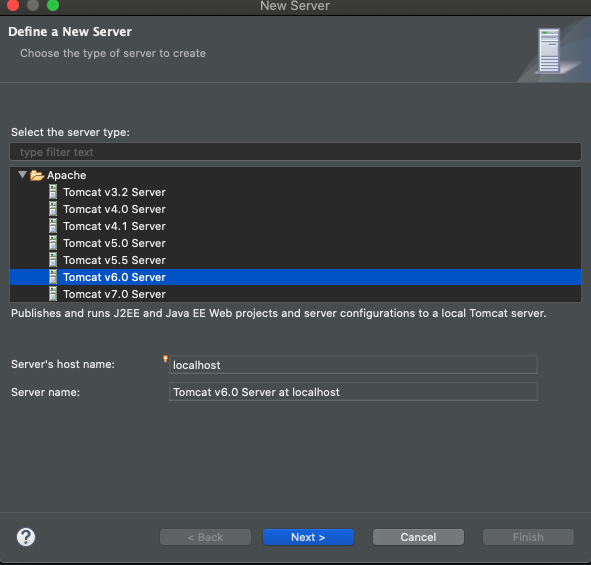 New Server
Define a New Server
Choose the type of server to create
Select the server type:
type filter text
Apache
Tomcat v3.2 Server
Tomcat v4.0 Server
Tomcat v4.1 Server
Tomcat v5.0 Server
Tomcat v5.5 Server
Tomcat v6.0 Server
Tomcat v7.0 Server
Publishes and runs J2EE and Java EE Web projects and server configurations to a local Tomcat server.
Server's host name: localhost
Server name: Tomcat v6.0 Server at localhost
? < Back Next > Cancel Finish